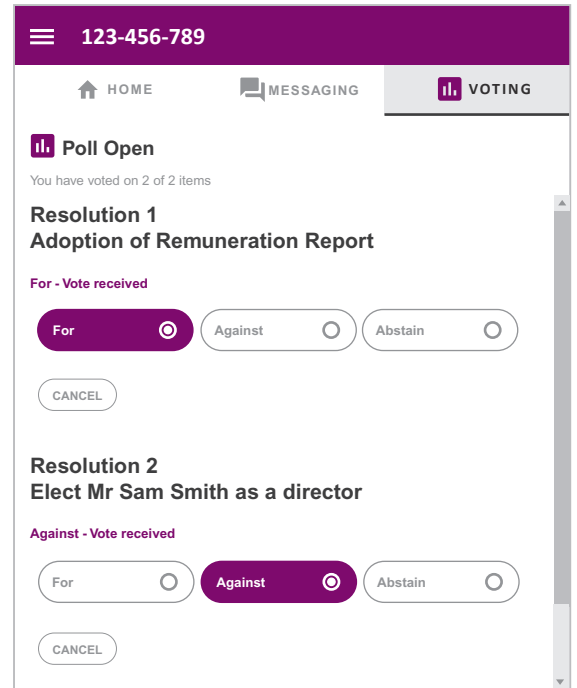 123-456-789
HOME MESSAGING VOTING
Poll Open
You have voted on 2 of 2 items
Resolution 1
Adoption of Remuneration Report
For - Vote received
For Against Abstain
CANCEL
Resolution 2
Elect Mr Sam Smith as a director
Against - Vote received
For Against Abstain
CANCEL